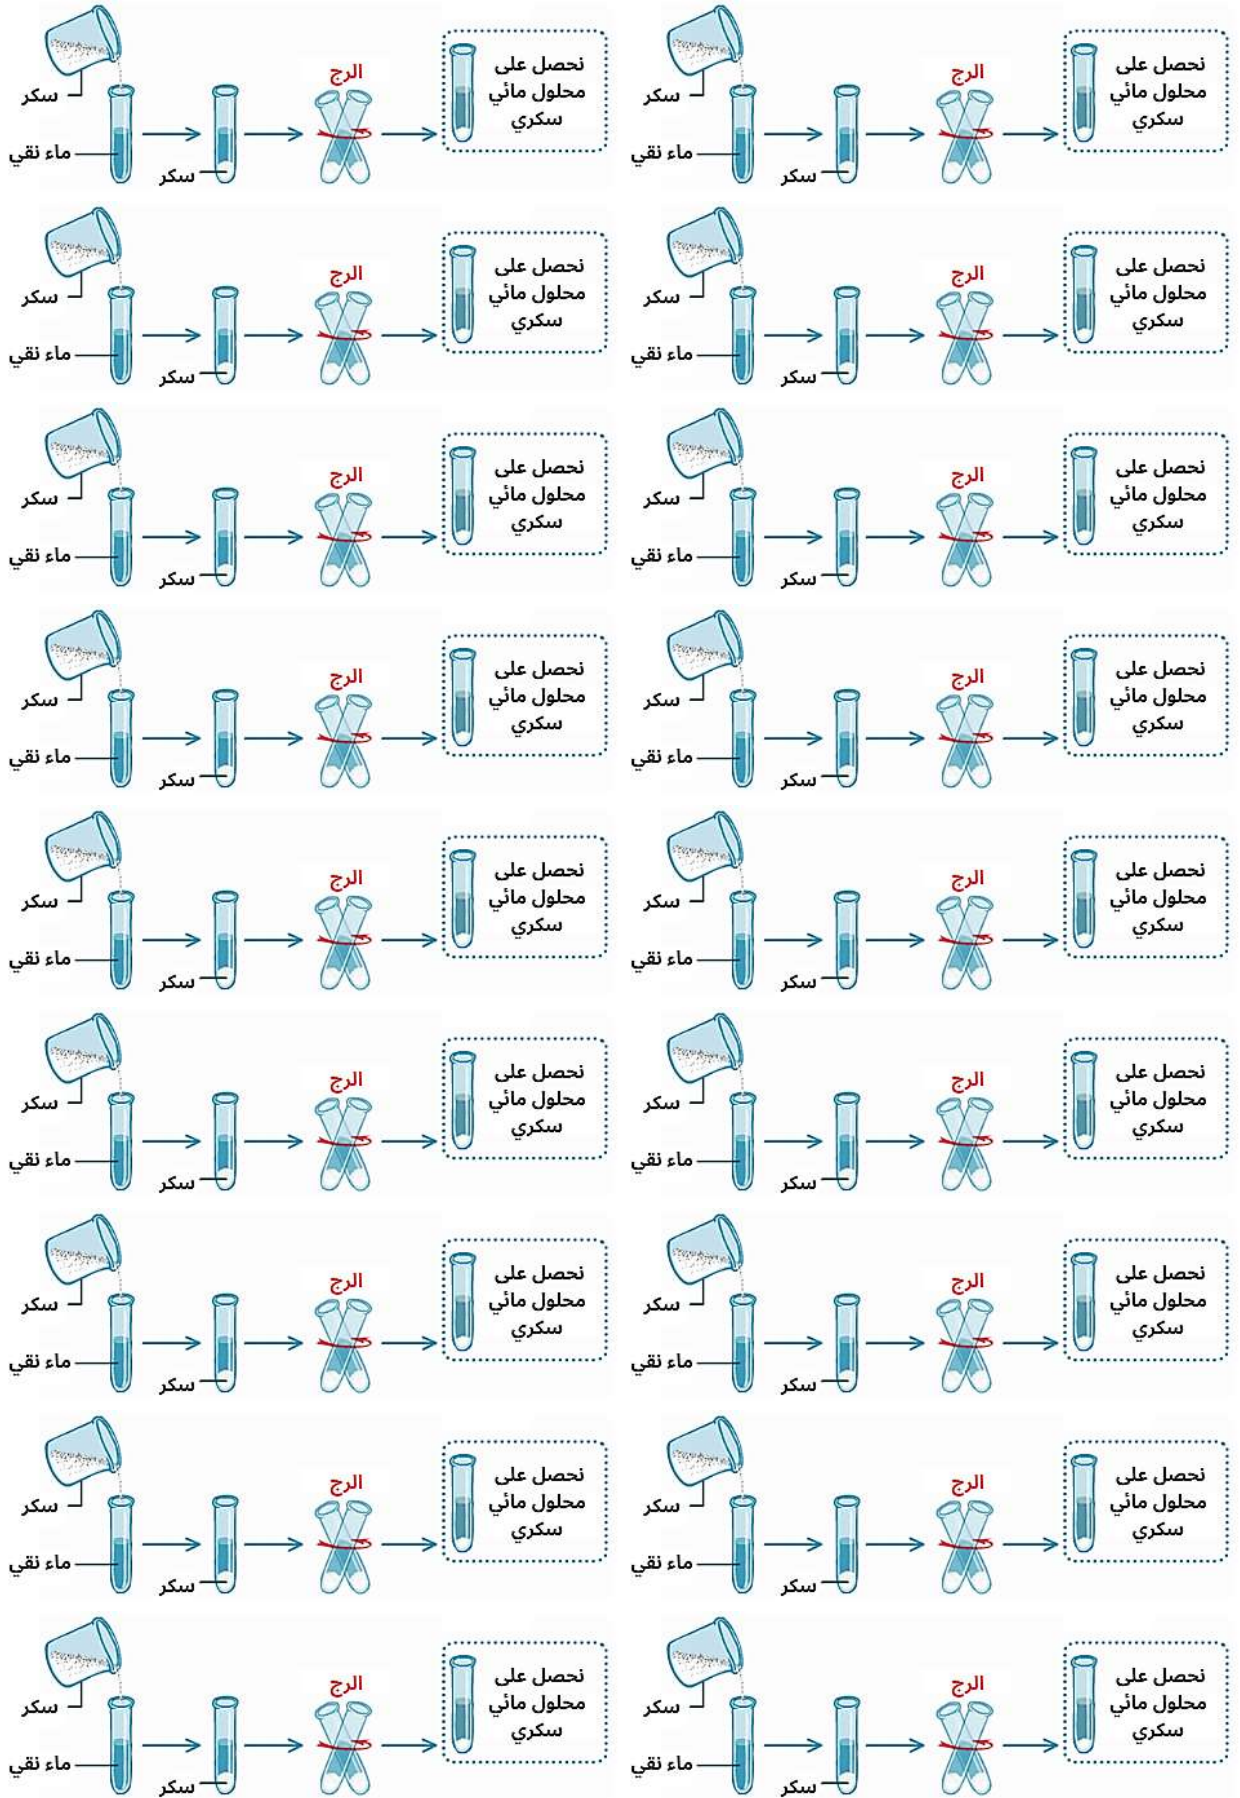 سكر
ماء نقي
سكر
الرج
نحصل على
محلول مائي
سكري
سكر
ماء نقي
سكر
الرج
نحصل على
محلول مائي
سكري
سكر
ماء نقي
سكر
الرج
نحصل على
محلول مائي
سكري
سكر
ماء نقي
سكر
الرج
نحصل على
محلول مائي
سكري
سكر
ماء نقي
سكر
الرج
نحصل على
محلول مائي
سكري
سكر
ماء نقي
سكر
الرج
نحصل على
محلول مائي
سكري
سكر
ماء نقي
سكر
الرج
نحصل على
محلول مائي
سكري
سكر
ماء نقي
سكر
الرج
نحصل على
محلول مائي
سكري
سكر
ماء نقي
سكر
الرج
نحصل على
محلول مائي
سكري
سكر
ماء نقي
سكر
الرج
نحصل على
محلول مائي
سكري
سكر
ماء نقي
سكر
الرج
نحصل على
محلول مائي
سكري
سكر
ماء نقي
سكر
الرج
نحصل على
محلول مائي
سكري
سكر
ماء نقي
سكر
الرج
نحصل على
محلول مائي
سكري
سكر
ماء نقي
سكر
الرج
نحصل على
محلول مائي
سكري
سكر
ماء نقي
سكر
الرج
نحصل على
محلول مائي
سكري
سكر
ماء نقي
سكر
الرج
نحصل على
محلول مائي
سكري
سكر
ماء نقي
سكر
الرج
نحصل على
محلول مائي
سكري
سكر
ماء نقي
سكر
الرج
نحصل على
محلول مائي
سكري